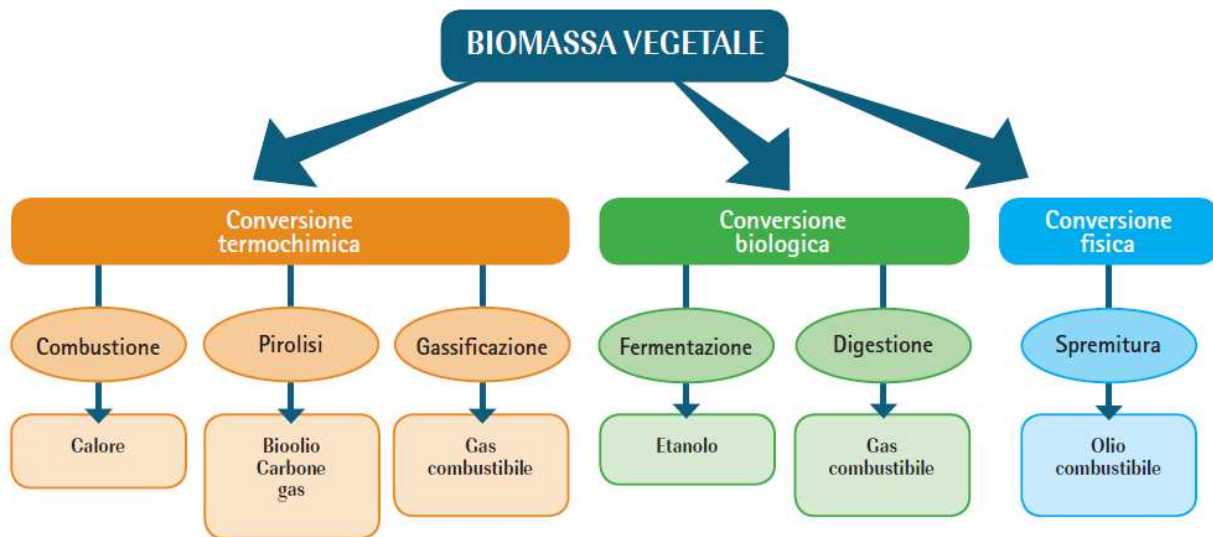 BIOMASSA VEGETALE
Conversione
termochimica
Conversione
biologica
Conversione
fisica
Combustione
Pirolisi
Gassificazione
Fermentazione
Digestione
Spremitura
Calore
Bioolio
Carbone
gas
Gas
combustibile
Etanolo
Gas
combustibile
Olio
combustibile